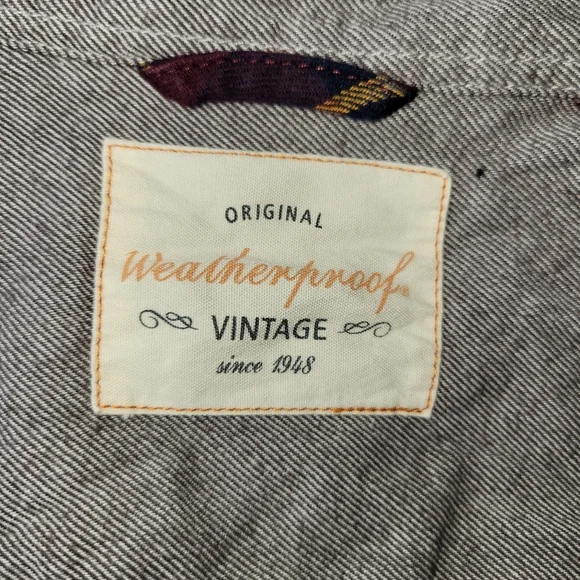 ORIGINAL
Weatherproof®
VINTAGE
since 1948